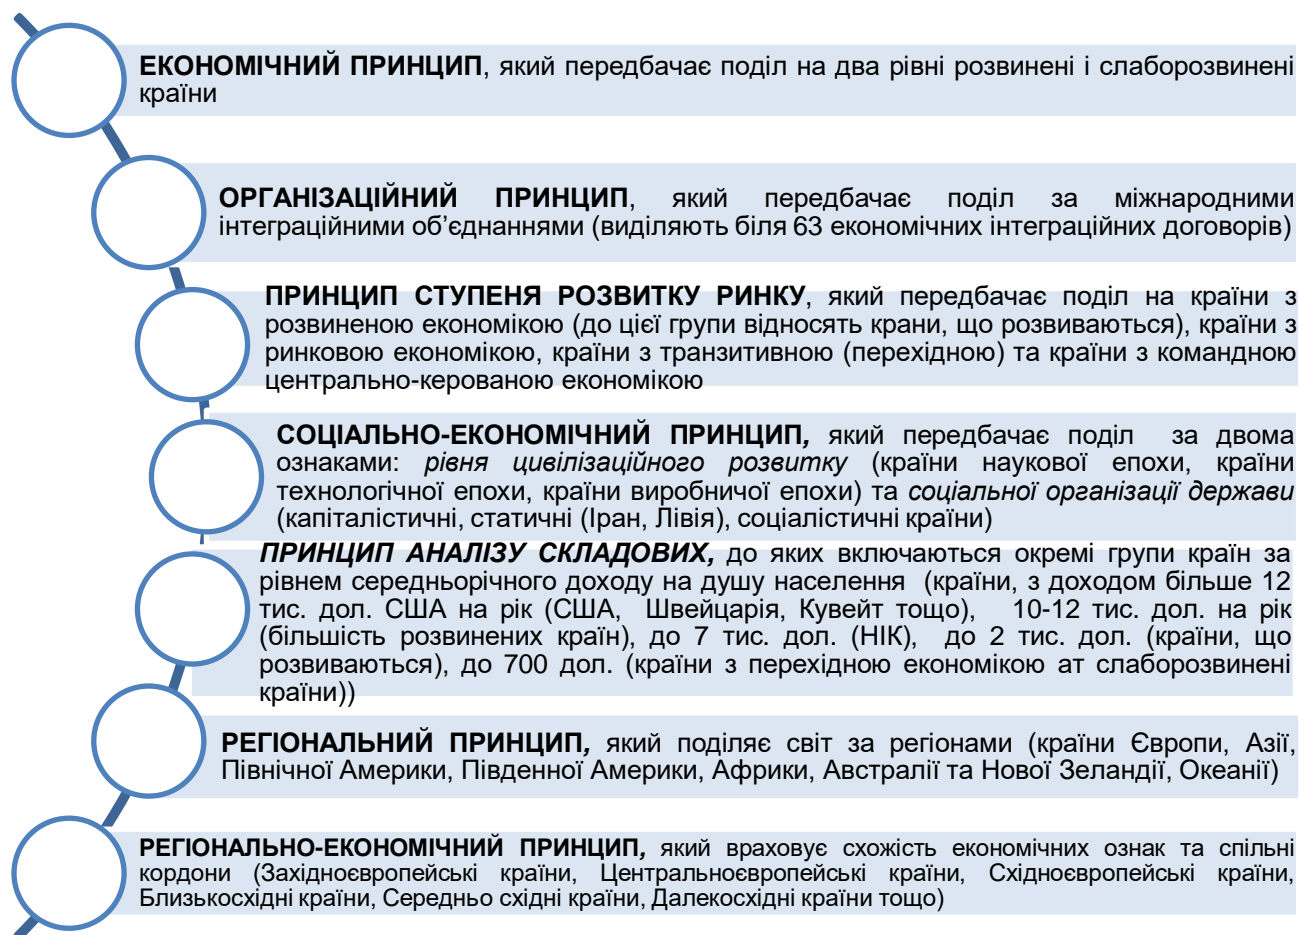 ЕКОНОМІЧНИЙ ПРИНЦИП, який передбачає поділ на два рівні розвинені і слаборозвинені
країни
ОРГАНІЗАЦІЙНИЙ ПРИНЦИП, який передбачає поділ за міжнародними
інтеграційними об’єднаннями (виділяють біля 63 економічних інтеграційних договорів)
ПРИНЦИП СТУПЕНЯ РОЗВИТКУ РИНКУ, який передбачає поділ на країни з
розвиненою економікою (до цієї групи відносять крани, що розвиваються), країни з
ринковою економікою, країни з транзитивною (перехідною) та країни з командною
центрально-керованою економікою
СОЦІАЛЬНО-ЕКОНОМІЧНИЙ ПРИНЦИП, який передбачає поділ за двома
ознаками: рівня цивілізаційного розвитку (країни наукової епохи, країни
технологічної епохи, країни виробничої епохи) та соціальної організації держави
(капіталістичні, статичні (Іран, Лівія), соціалістичні країни)
ПРИНЦИП АНАЛІЗУ СКЛАДОВИХ, до яких включаються окремі групи країн за
рівнем середньорічного доходу на душу населення (країни, з доходом більше 12
тис. дол. США на рік (США, Швейцарія, Кувейт тощо), 10-12 тис. дол. на рік
(більшість розвинених країн), до 7 тис. дол. (НІК), до 2 тис. дол. (країни, що
розвиваються), до 700 дол. (країни з перехідною економікою ат слаборозвинені
країни))
РЕГІОНАЛЬНИЙ ПРИНЦИП, який поділяє світ за регіонами (країни Європи, Азії,
Північної Америки, Південної Америки, Африки, Австралії та Нової Зеландії, Океанії)
РЕГІОНАЛЬНО-ЕКОНОМІЧНИЙ ПРИНЦИП, який враховує схожість економічних ознак та спільні
кордони (Західноєвропейські країни, Центральноєвропейські країни, Східноєвропейські країни,
Близькосхідні країни, Середньо східні країни, Далекосхідні країни тощо)